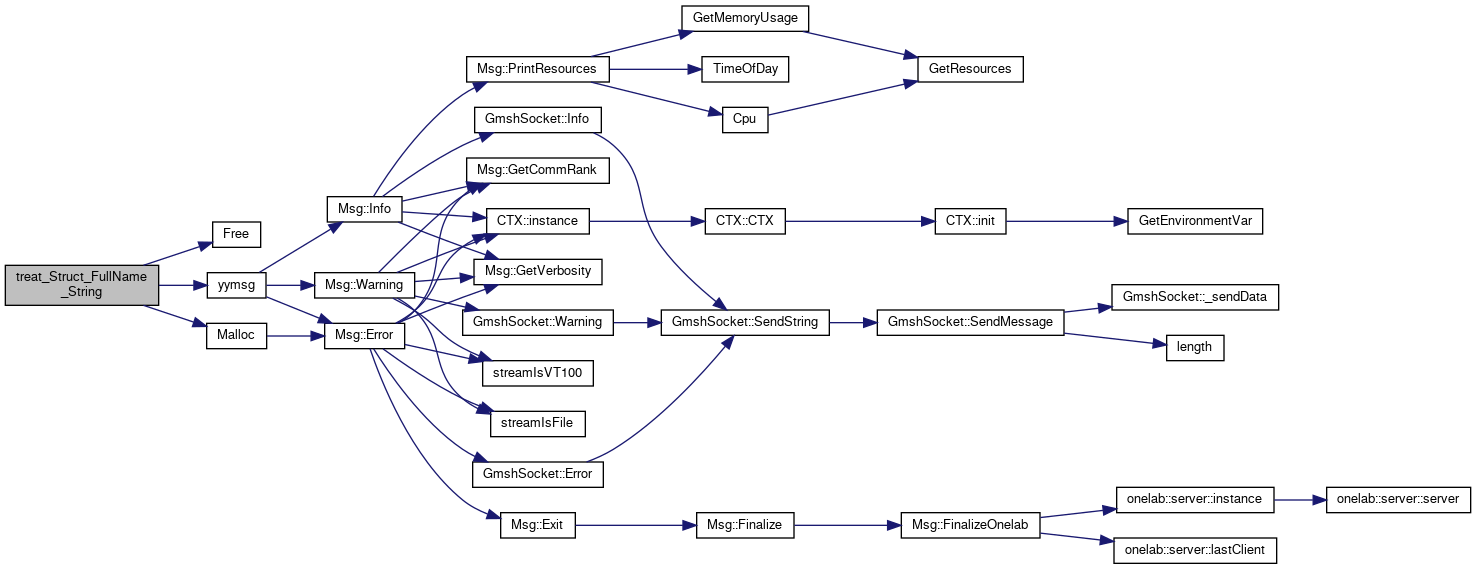 treat_Struct_FullName
_String
Free
yymsg
Malloc
Msg::Info
Msg::Warning
Msg::Error
Msg::PrintResources
GmshSocket::Info
Msg::GetCommRank
CTX::instance
Msg::GetVerbosity
GmshSocket::Warning
streamIsVT100
streamIsFile
GmshSocket::Error
Msg::Exit
GetMemoryUsage
TimeOfDay
Cpu
CTX::CTX
GmshSocket::SendString
Msg::Finalize
GetResources
CTX::init
GmshSocket::SendMessage
Msg::FinalizeOnelab
GetEnvironmentVar
GmshSocket::_sendData
length
onelab::server::instance
onelab::server::lastClient
onelab::server::server